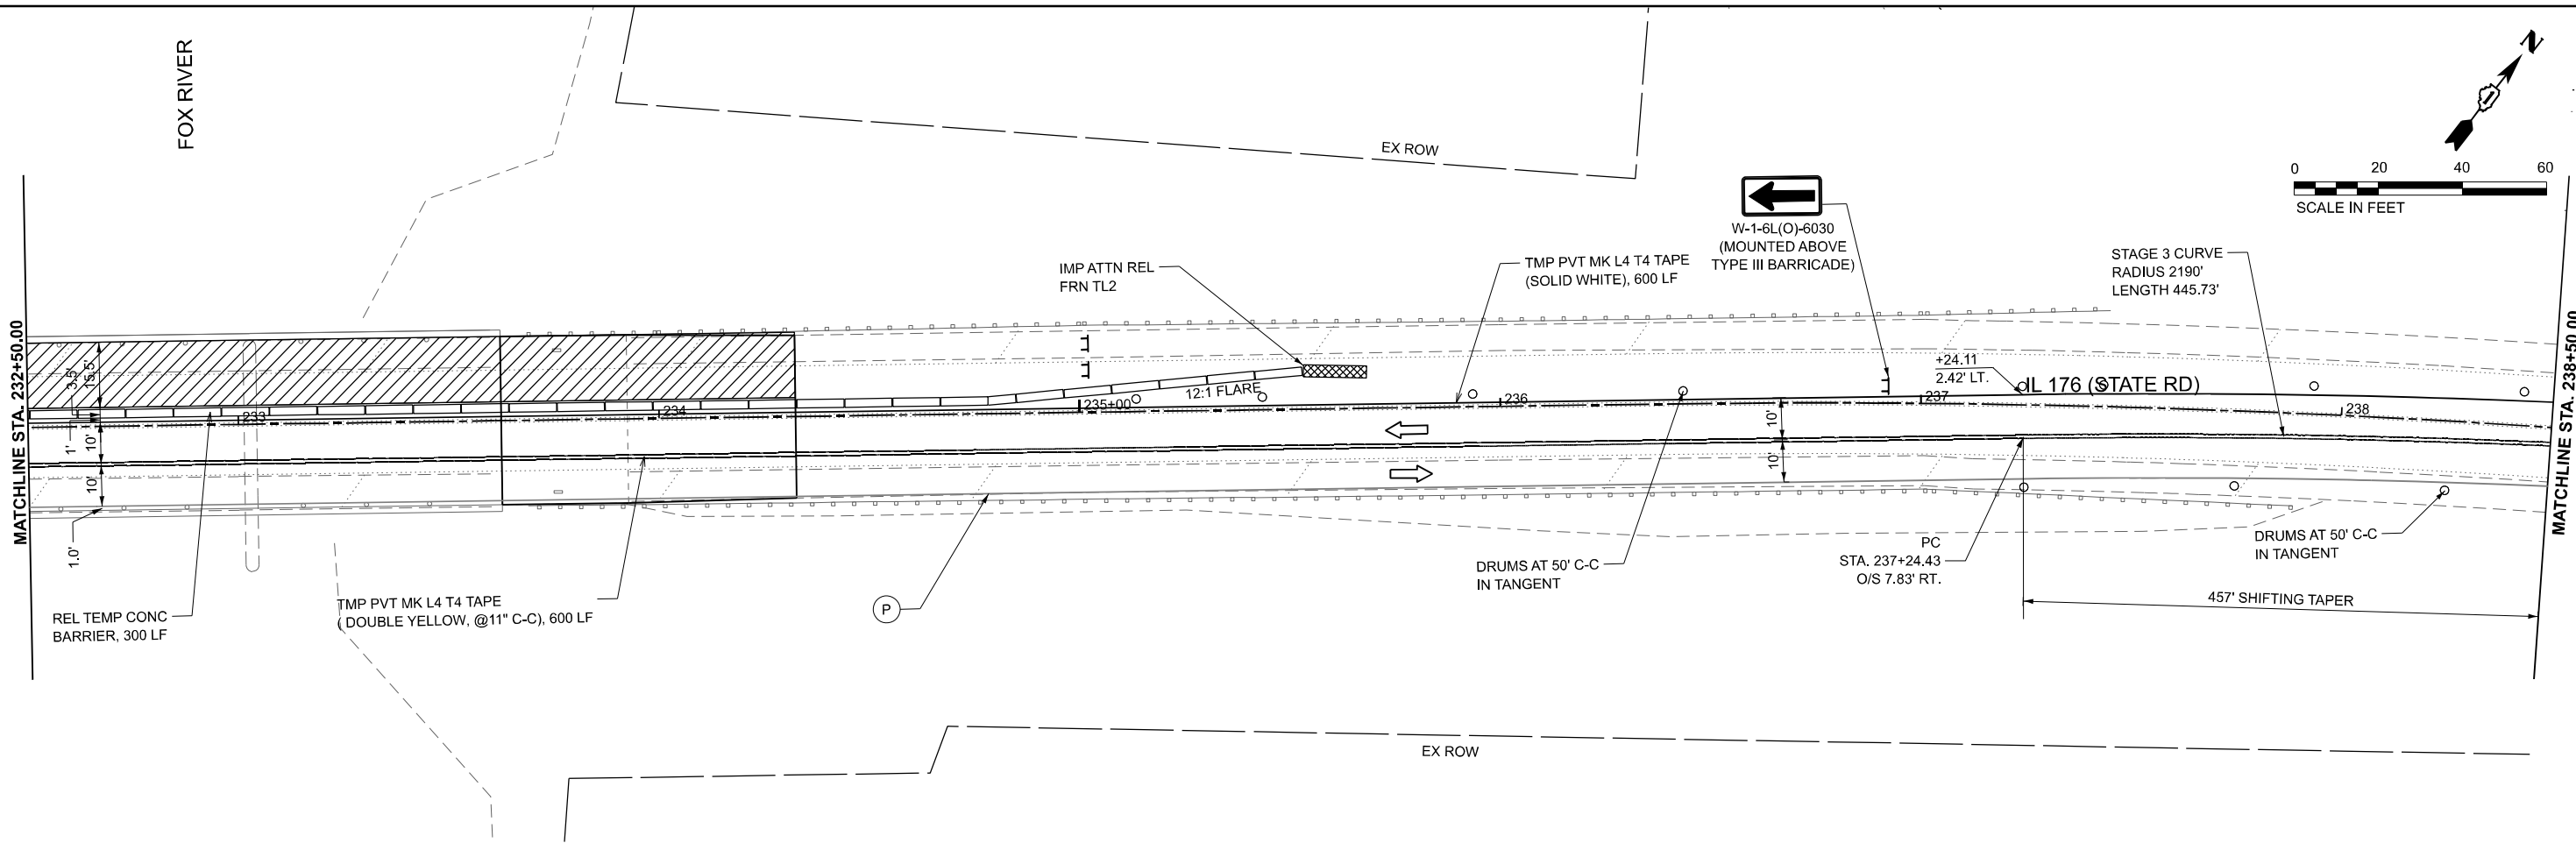 FOX RIVER
N
0 20 40 60
SCALE IN FEET
EX ROW
W-1-6L(O)-6030
(MOUNTED ABOVE
TYPE III BARRICADE)
IMP ATTN REL
FRN TL2
TMP PVT MK L4 T4 TAPE
(SOLID WHITE), 600 LF
STAGE 3 CURVE
RADIUS 2190'
LENGTH 445.73'
MATCHLINE STA. 232+50.00
MATCHLINE STA. 238+50.00
3.5'
15.5'
1'
10'
10'
1.0'
233
234
235+00
12:1 FLARE
236
237
238
+24.11
2.42' LT.
IL 176 (STATE RD)
10'
10'
REL TEMP CONC
BARRIER, 300 LF
TMP PVT MK L4 T4 TAPE
( DOUBLE YELLOW, @11" C-C), 600 LF
P
DRUMS AT 50' C-C
IN TANGENT
PC
STA. 237+24.43
O/S 7.83' RT.
DRUMS AT 50' C-C
IN TANGENT
457' SHIFTING TAPER
EX ROW